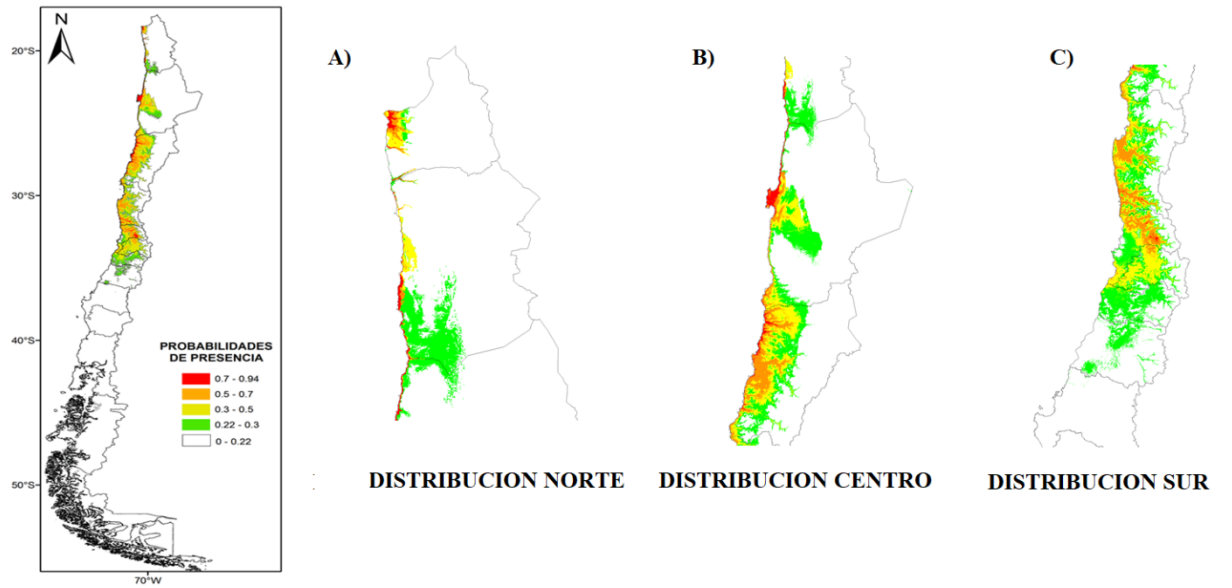 N
20°S
30°S
40°S
50°S
70°W
PROBABILIDADES
DE PRESENCIA
0.7 - 0.94
0.5 - 0.7
0.3 - 0.5
0.22 - 0.3
0 - 0.22
A)
B)
C)
DISTRIBUCION NORTE
DISTRIBUCION CENTRO
DISTRIBUCION SUR